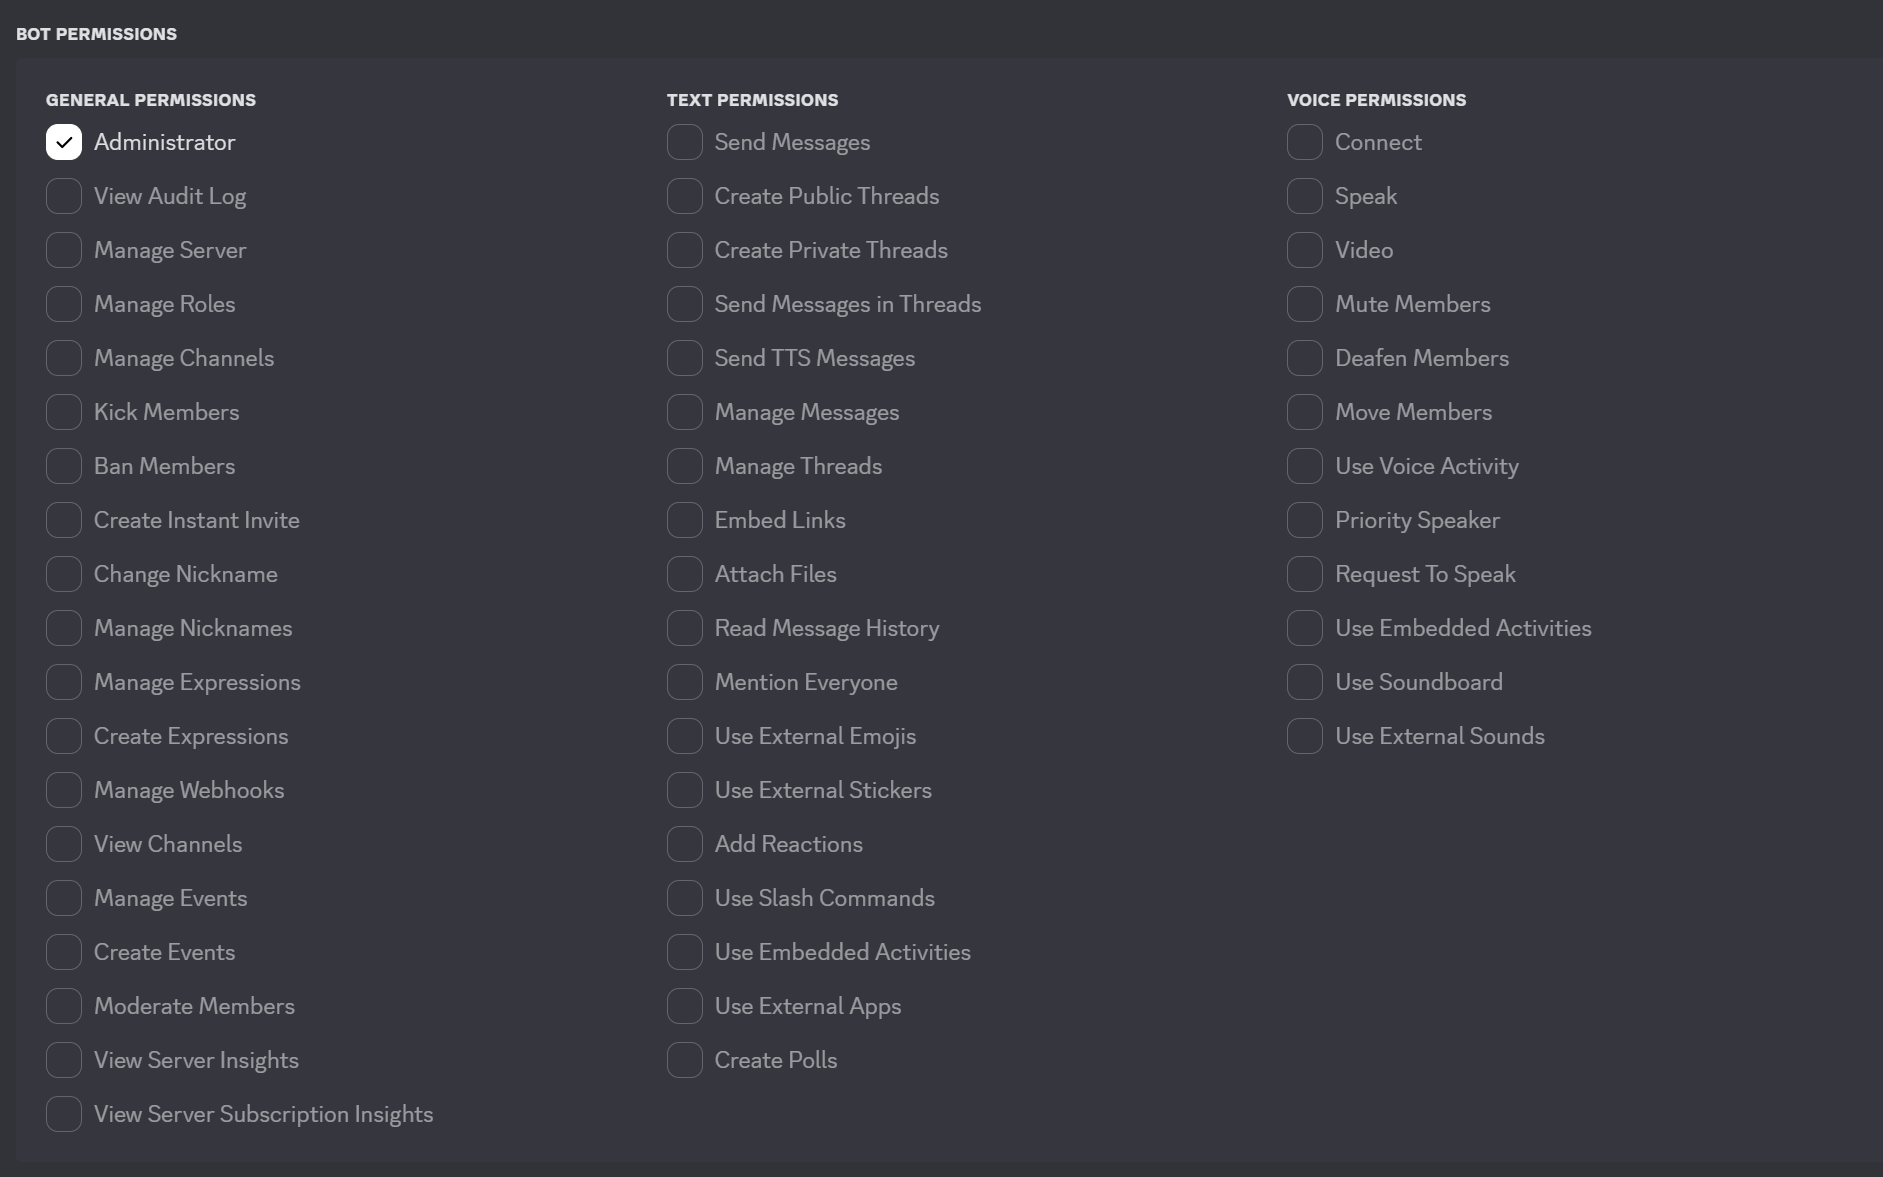 BOT PERMISSIONS
GENERAL PERMISSIONS
Administrator
View Audit Log
Manage Server
Manage Roles
Manage Channels
Kick Members
Ban Members
Create Instant Invite
Change Nickname
Manage Nicknames
Manage Expressions
Create Expressions
Manage Webhooks
View Channels
Manage Events
Create Events
Moderate Members
View Server Insights
View Server Subscription Insights
TEXT PERMISSIONS
Send Messages
Create Public Threads
Create Private Threads
Send Messages in Threads
Send TTS Messages
Manage Messages
Manage Threads
Embed Links
Attach Files
Read Message History
Mention Everyone
Use External Emojis
Use External Stickers
Add Reactions
Use Slash Commands
Use Embedded Activities
Use External Apps
Create Polls
VOICE PERMISSIONS
Connect
Speak
Video
Mute Members
Deafen Members
Move Members
Use Voice Activity
Priority Speaker
Request To Speak
Use Embedded Activities
Use Soundboard
Use External Sounds